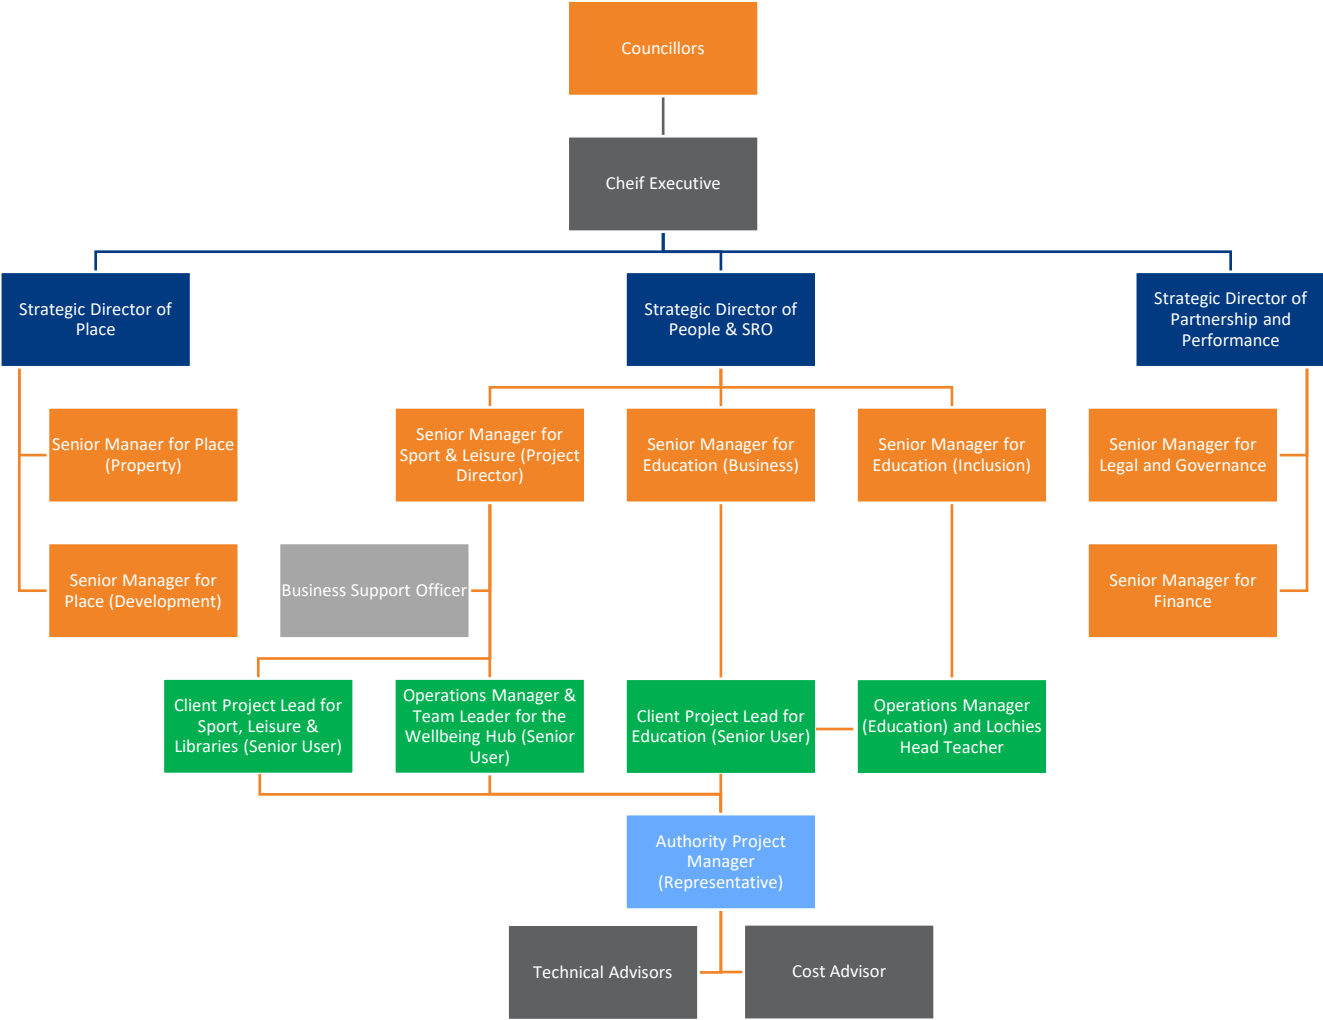 Councillors
Cheif Executive
Strategic Director of
Place
Strategic Director of
People & SRO
Strategic Director of
Partnership and
Performance
Senior Manaer for Place
(Property)
Senior Manager for
Sport & Leisure (Project
Director)
Senior Manager for
Education (Business)
Senior Manager for
Education (Inclusion)
Senior Manager for
Legal and Governance
Senior Manager for
Place (Development)
Business Support Officer
Senior Manager for
Finance
Client Project Lead for
Sport, Leisure &
Libraries (Senior User)
Operations Manager &
Team Leader for the
Wellbeing Hub (Senior
User)
Client Project Lead for
Education (Senior User)
Operations Manager
(Education) and Lochies
Head Teacher
Authority Project
Manager
(Representative)
Technical Advisors
Cost Advisor